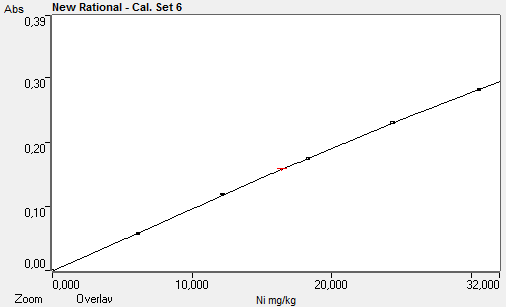 Abs
New Rational - Cal. Set 6
0,39
0,30
0,20
0,10
0,00
0,000
10,000
20,000
32,000
Zoom
Overlay
Ni mg/kg